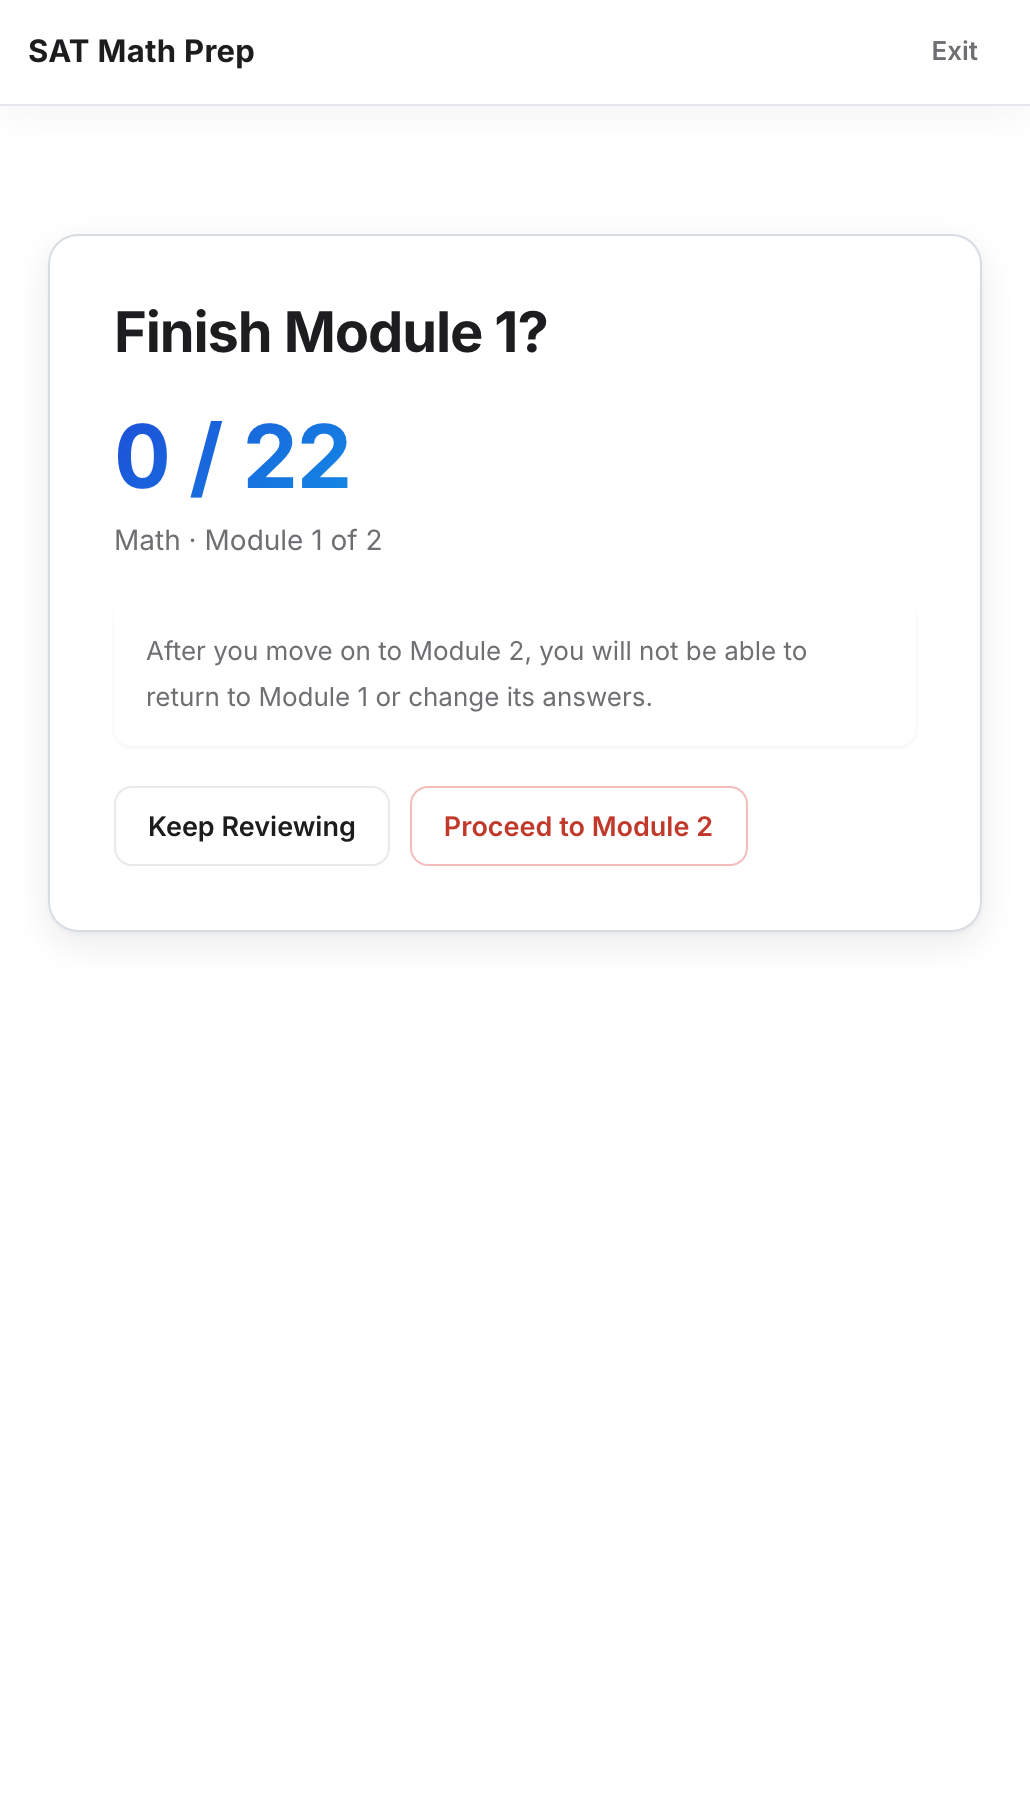 SAT Math Prep
Exit
Finish Module 1?
0 / 22
Math · Module 1 of 2
After you move on to Module 2, you will not be able to
return to Module 1 or change its answers.
Keep Reviewing
Proceed to Module 2